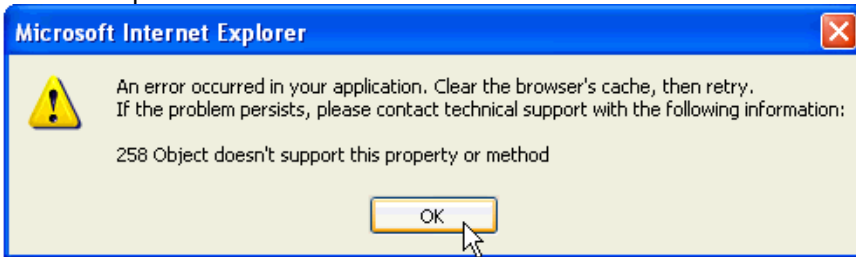 Microsoft Internet Explorer
An error occurred in your application. Clear the browser's cache, then retry.
If the problem persists, please contact technical support with the following information:
258 Object doesn't support this property or method
OK